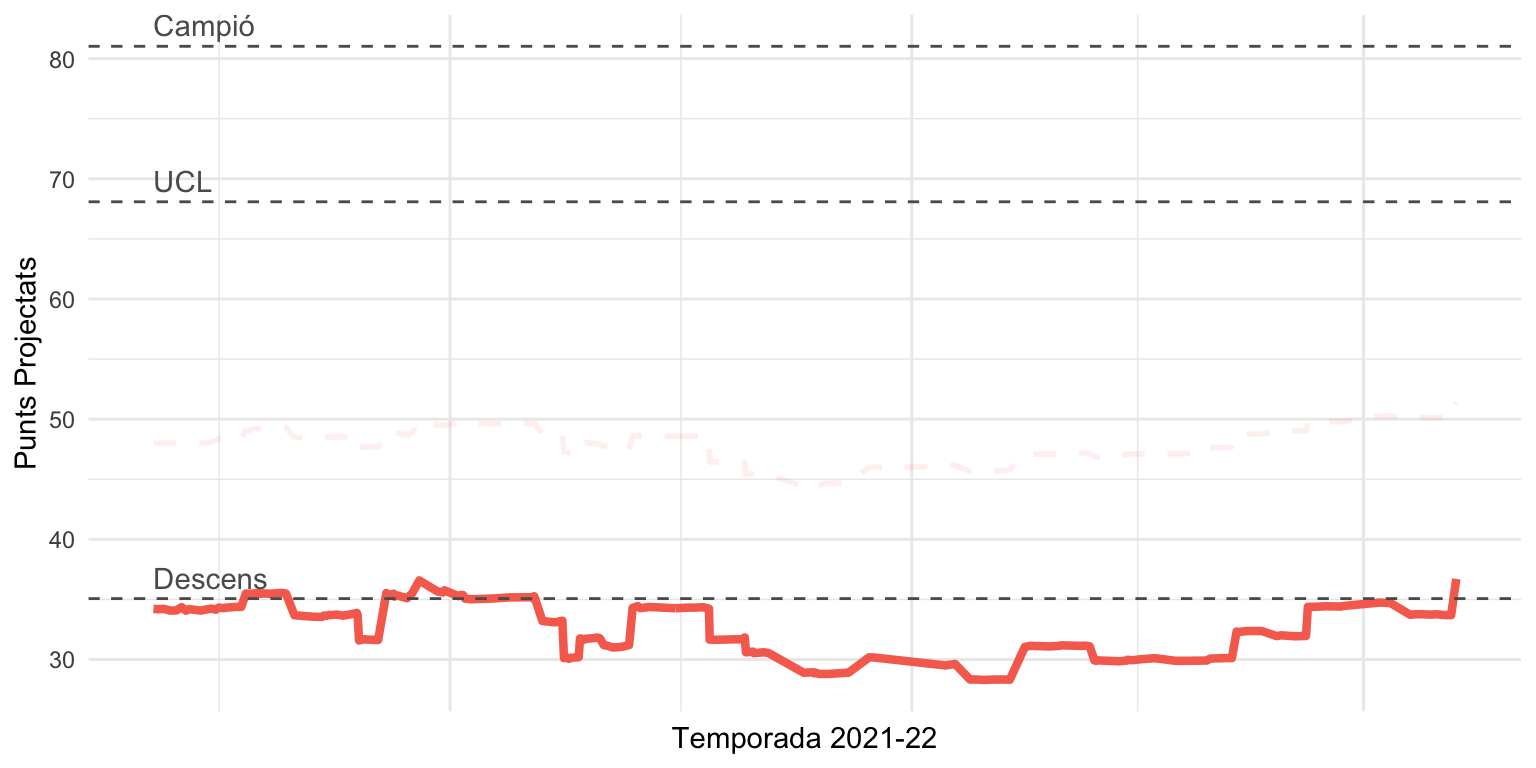 Campió
80
70
UCL
60
50
40
Descens
30
Punts Projectats
Temporada 2021-22